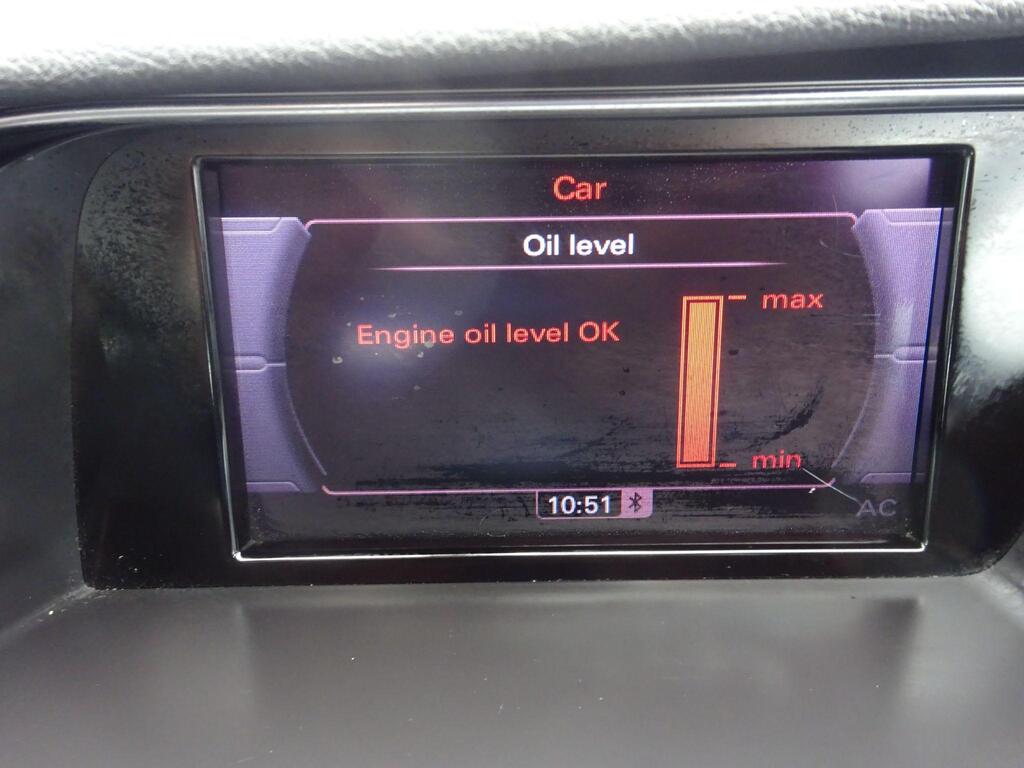 Car
Oil level
max
Engine oil level OK
min
10:51
AC